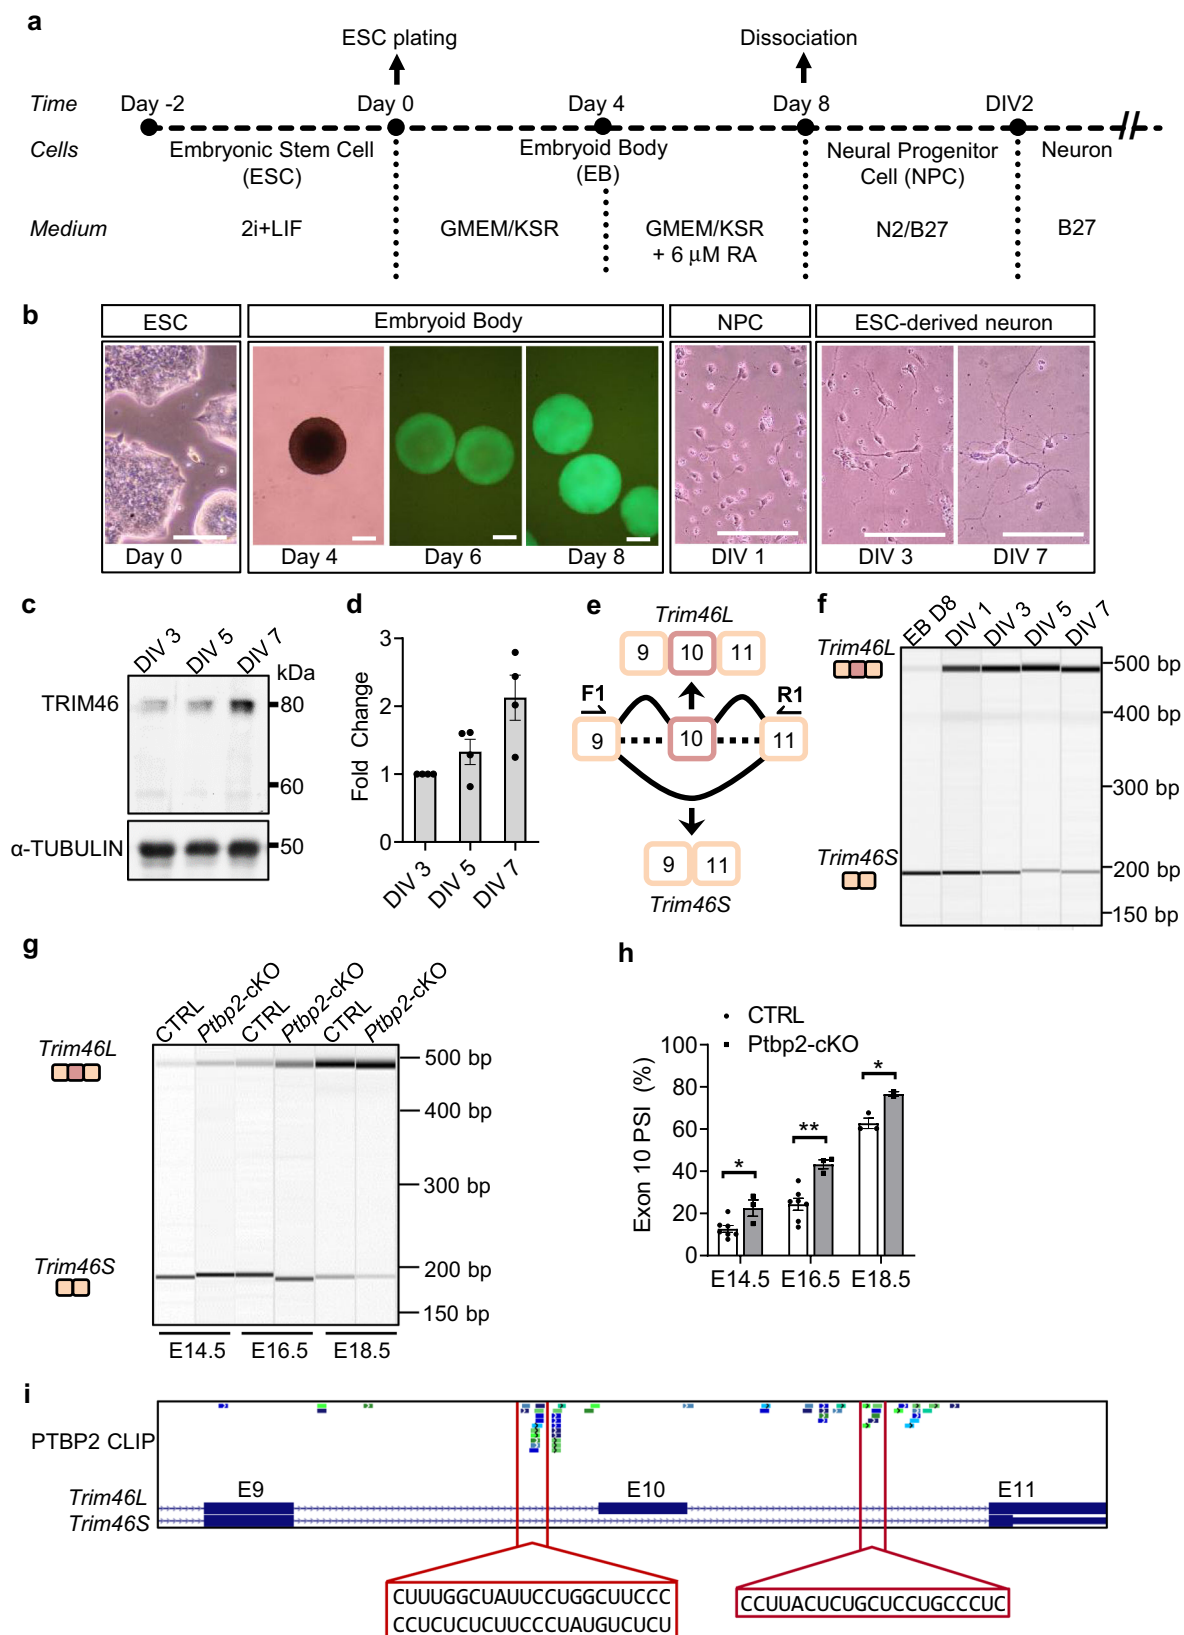 a
ESC plating
Dissociation
Time
Day -2
Day 0
Day 4
Day 8
DIV2
Cells
Embryonic Stem Cell
(ESC)
Embryoid Body
(EB)
Neural Progenitor
Cell (NPC)
Neuron
Medium
2i+LIF
GMEM/KSR
GMEM/KSR
+ 6 μM RA
N2/B27
B27
b
ESC
Embryoid Body
NPC
ESC-derived neuron
Day 0
Day 4
Day 6
Day 8
DIV 1
DIV 3
DIV 7
c
DIV 3
DIV 5
DIV 7
kDa
TRIM46
80
60
α-TUBULIN
50
d
Fold Change
3
2
1
0
DIV 3
DIV 5
DIV 7
e
Trim46L
9
10
11
F1
R1
9
10
11
9
11
Trim46S
f
EB D8
DIV 1
DIV 3
DIV 5
DIV 7
Trim46L
500 bp
400 bp
300 bp
Trim46S
200 bp
150 bp
g
CTRL
Ptbp2-cKO
CTRL
Ptbp2-cKO
CTRL
Ptbp2-cKO
Trim46L
500 bp
400 bp
300 bp
Trim46S
200 bp
150 bp
E14.5
E16.5
E18.5
h
CTRL
Ptbp2-cKO
Exon 10 PSI (%)
100
80
60
40
20
0
*
**
*
E14.5
E16.5
E18.5
i
PTBP2 CLIP
E9
E10
E11
Trim46L
Trim46S
CUUUGGCUAUUCCUGGCUUCCC
CCUCUCUCUUCCCUAUGUCUCU
CCUUACUCUGCUCCUGCCCUC